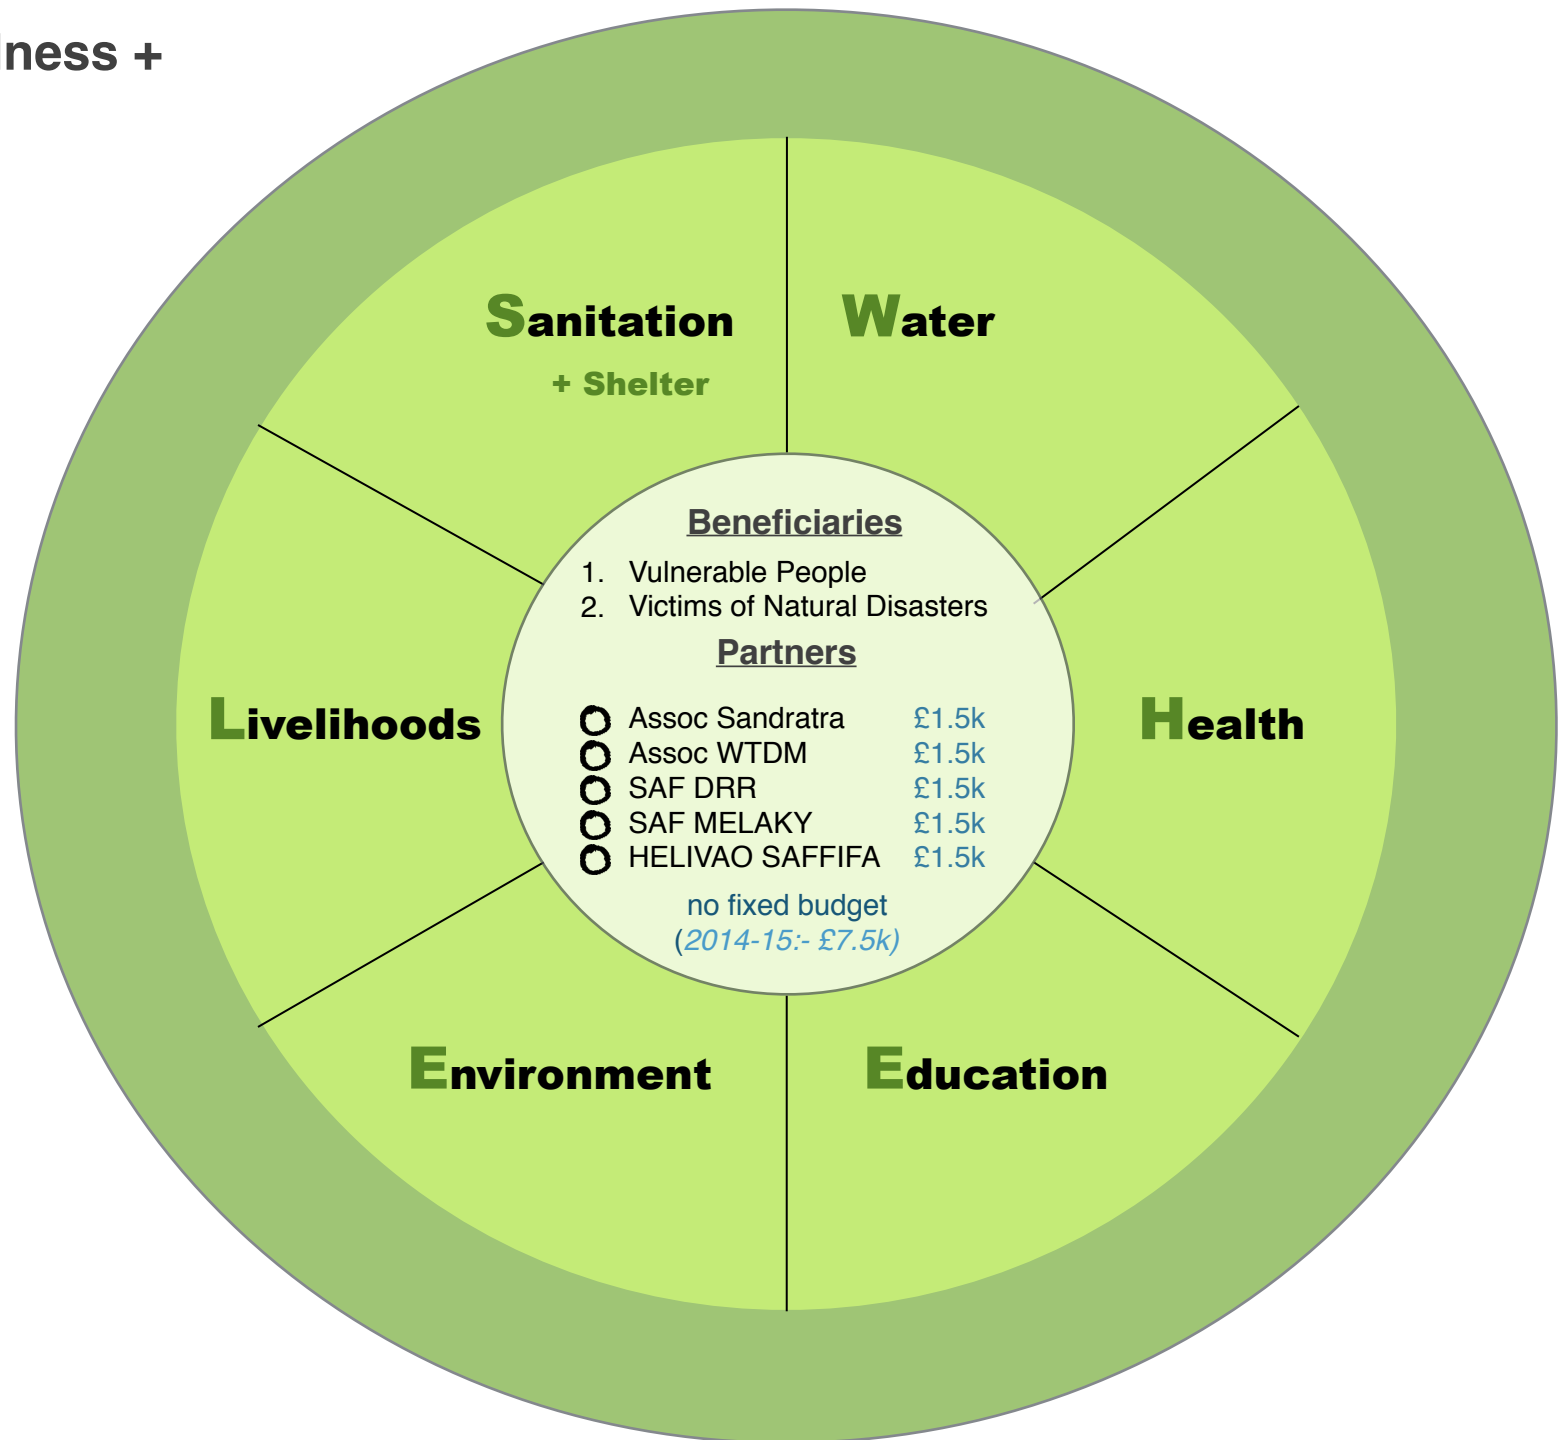 lness +
Sanitation
+ Shelter
Water
Livelihoods
Health
Environment
Education
Beneficiaries
1. Vulnerable People
2. Victims of Natural Disasters
Partners
Assoc Sandratra £1.5k
Assoc WTDM £1.5k
SAF DRR £1.5k
SAF MELAKY £1.5k
HELIVAO SAFFIFA £1.5k
no fixed budget
(2014-15:- £7.5k)